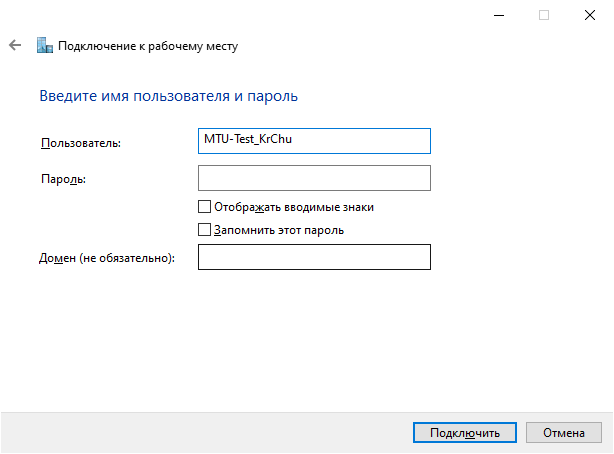 Подключение к рабочему месту
Введите имя пользователя и пароль
Пользователь: MTU-Test_KrChu
Пароль:
Отображать вводимые знаки
Запомнить этот пароль
Домен (не обязательно):
Подключить Отмена